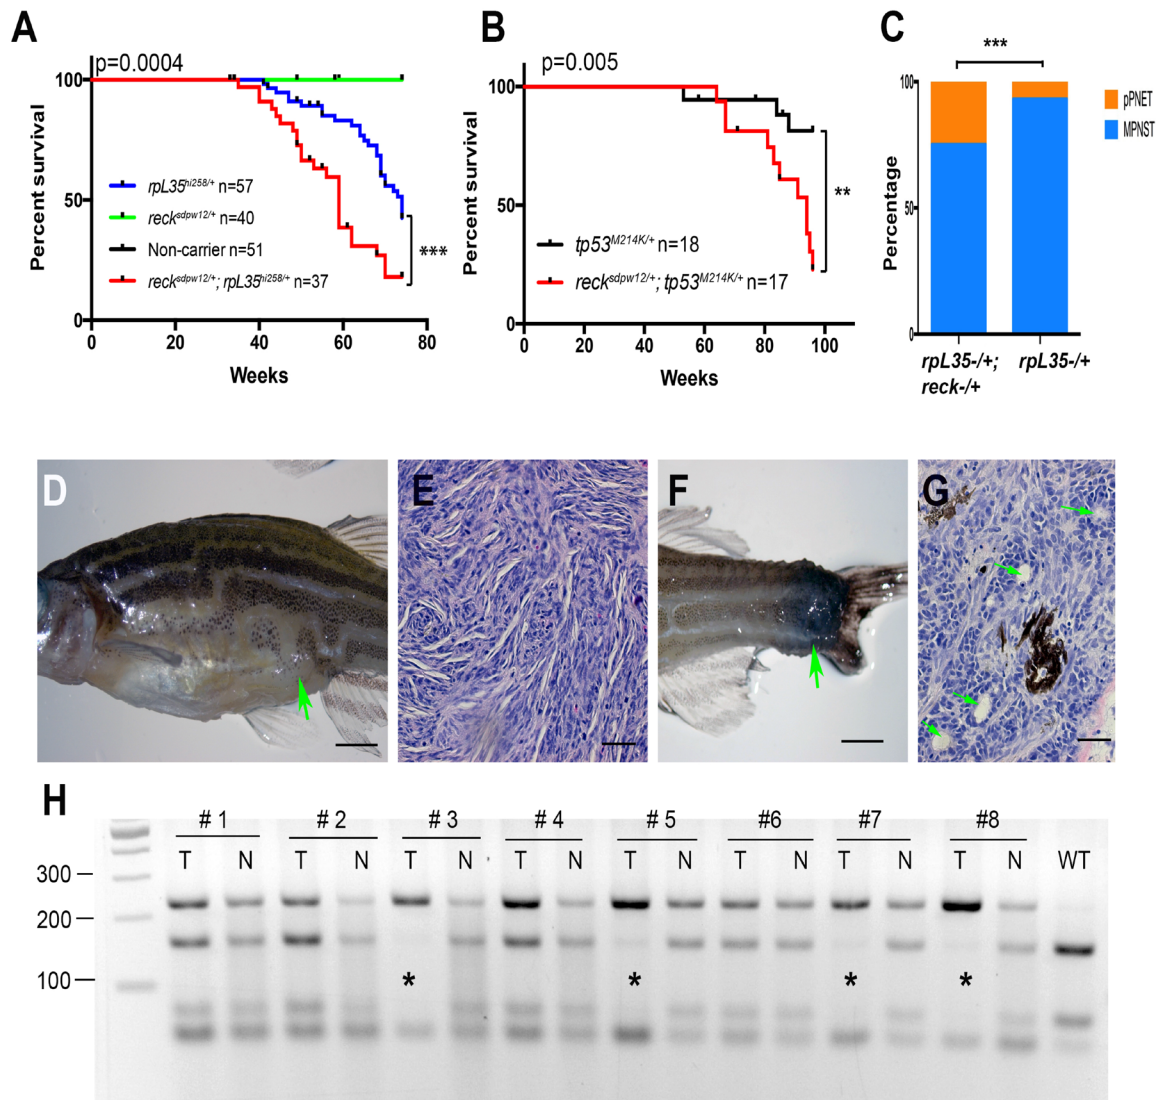 A
B
C
p=0.0004
Percent survival
100
50
0
rpL35hi258/+ n=57
recksdpw12/+ n=40
Non-carrier n=51
recksdpw12/+; rpL35hi258/+ n=37
***
0 20 40 60 80
Weeks
p=0.005
Percent survival
100
50
0
tp53M214K/+ n=18
recksdpw12/+; tp53M214K/+ n=17
**
0 20 40 60 80 100
Weeks
***
Percentage
100
50
0
pPNET
MPNST
rpL35-/+;
reck-/+
rpL35-/+
D
E
F
G
H
# 1 # 2 # 3 # 4 # 5 #6 #7 #8
T N T N T N T N T N T N T N T N WT
300
200
100
* * * *